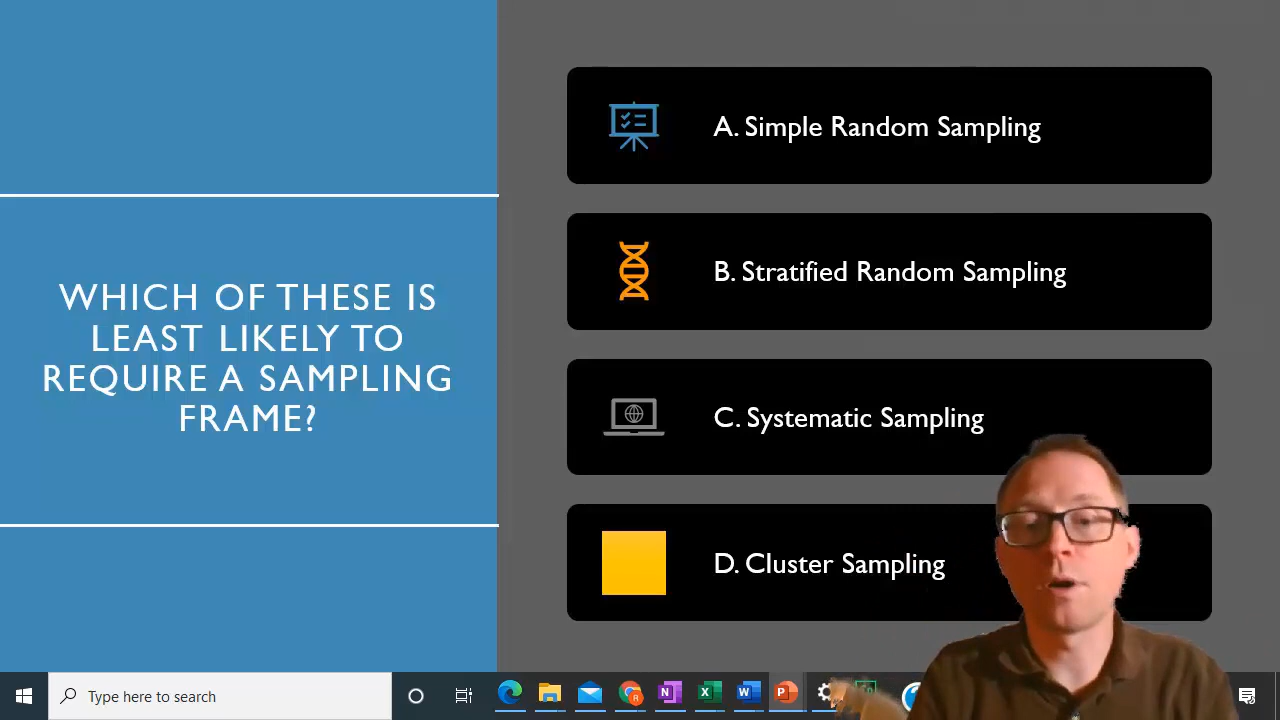 WHICH OF THESE IS
LEAST LIKELY TO
REQUIRE A SAMPLING
FRAME?
A. Simple Random Sampling
B. Stratified Random Sampling
C. Systematic Sampling
D. Cluster Sampling
Type here to search